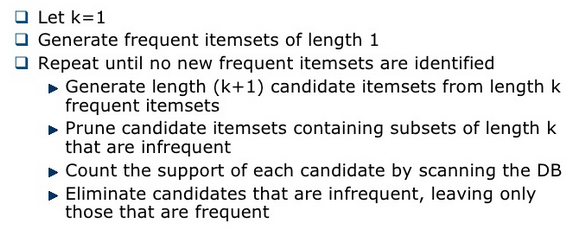 Let k=1
Generate frequent itemsets of length 1
Repeat until no new frequent itemsets are identified
Generate length (k+1) candidate itemsets from length k
frequent itemsets
Prune candidate itemsets containing subsets of length k
that are infrequent
Count the support of each candidate by scanning the DB
Eliminate candidates that are infrequent, leaving only
those that are frequent